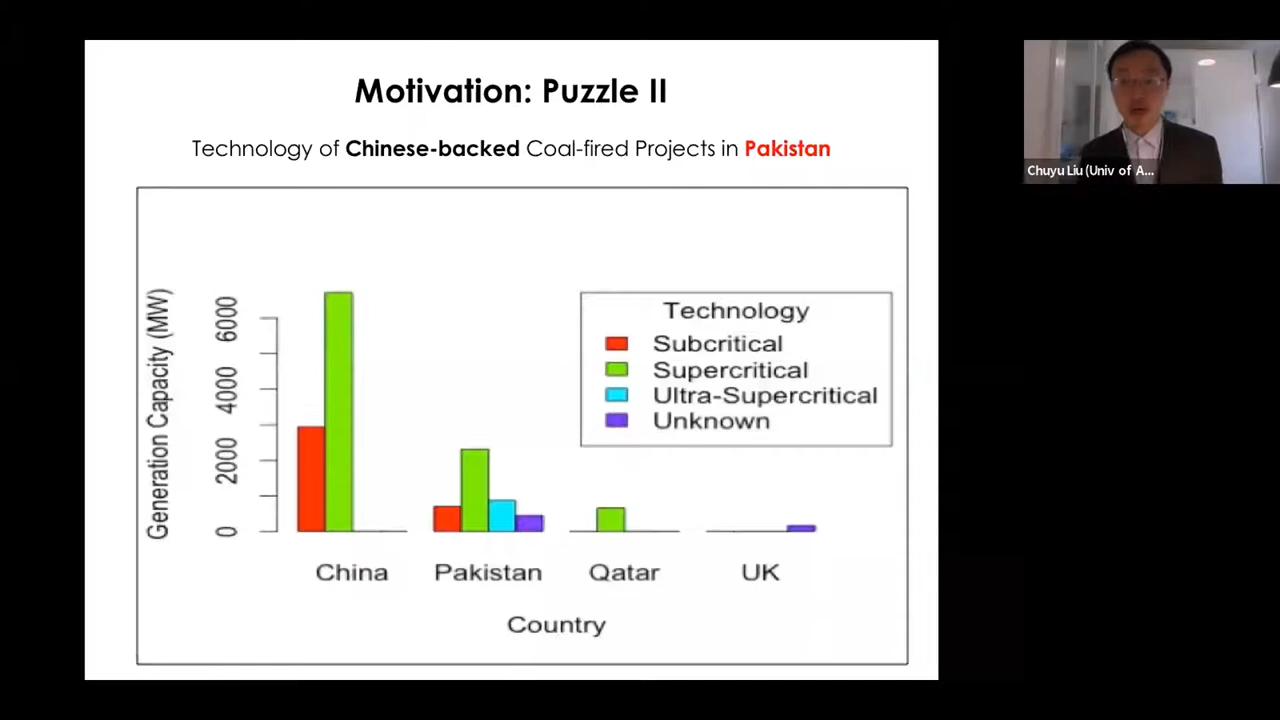 Motivation: Puzzle II
Technology of Chinese-backed Coal-fired Projects in Pakistan
Generation Capacity (MW)
6000
4000
2000
0
Technology
Subcritical
Supercritical
Ultra-Supercritical
Unknown
China Pakistan Qatar UK
Country
Chuyu Liu (Univ of A...